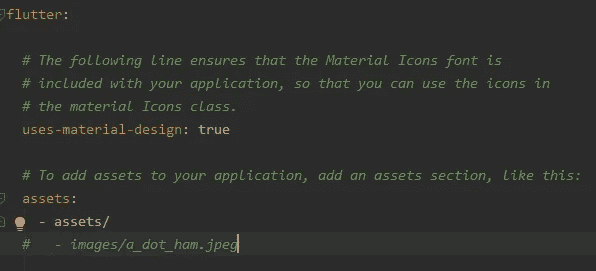 flutter:
# The following line ensures that the Material Icons font is
# included with your application, so that you can use the icons in
# the material Icons class.
uses-material-design: true
# To add assets to your application, add an assets section, like this:
assets:
- assets/
#   - images/a_dot_ham.jpeg